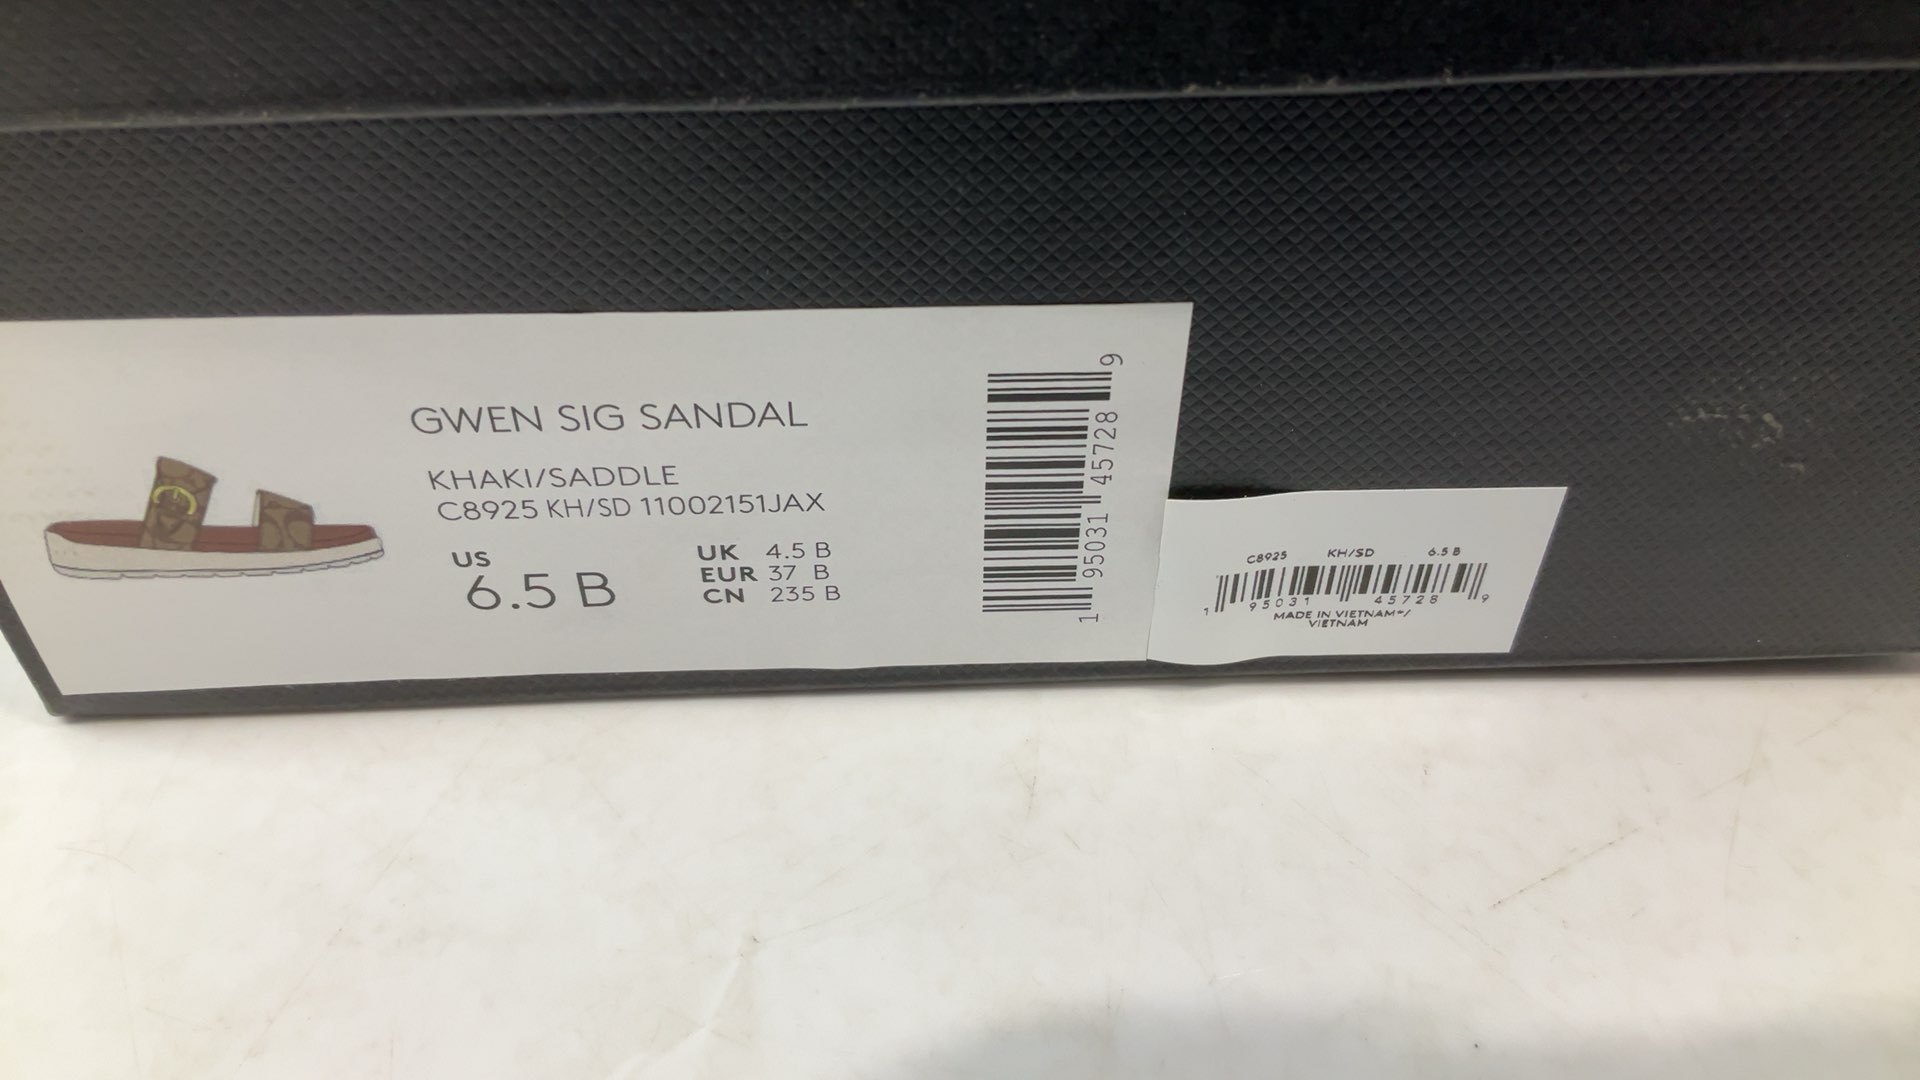 GWEN SIG SANDAL
KHAKI/SADDLE
C8925 KH/SD 11002151JAX
US
6.5 B
UK 4.5 B
EUR 37 B
CN 235 B
1 95031 45728 9
C8925 KH/SD 6.5 B
1 95031 45728 9
MADE IN VIETNAM**/
VIETNAM